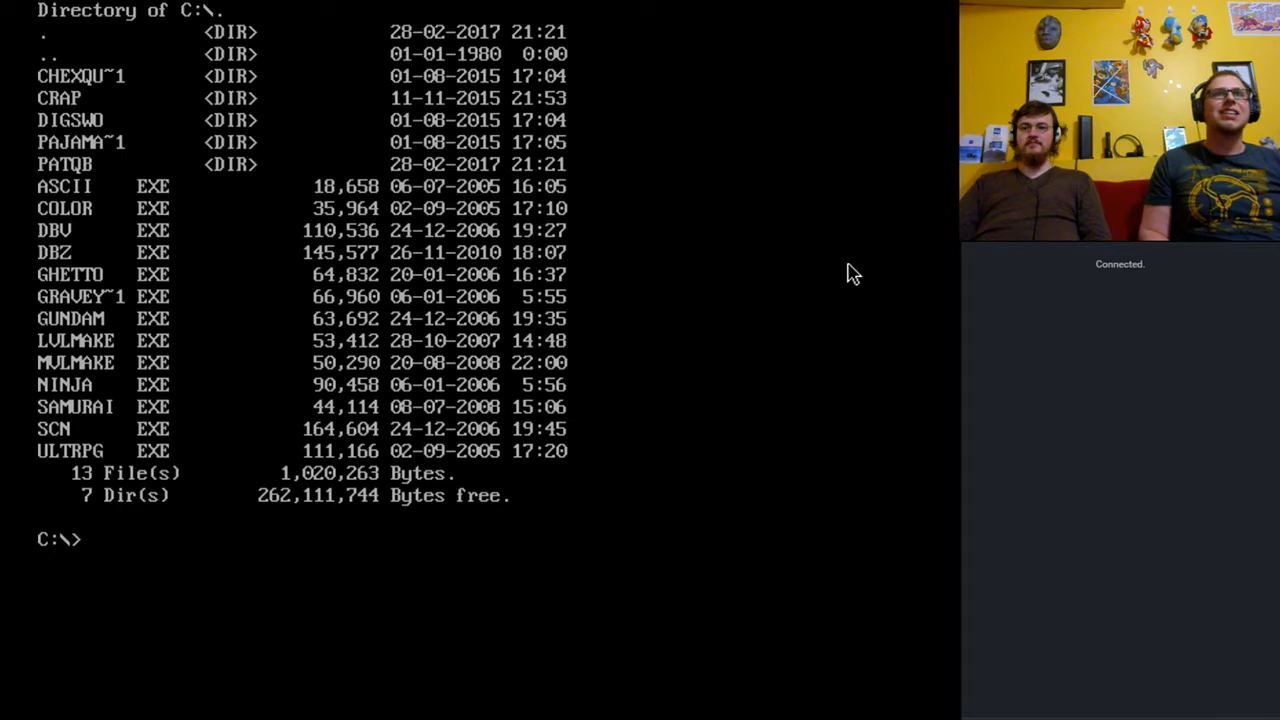 Directory of C:\.
. <DIR> 28-02-2017 21:21
.. <DIR> 01-01-1980 0:00
CHEXQU~1 <DIR> 01-08-2015 17:04
CRAP <DIR> 11-11-2015 21:53
DIGSWO <DIR> 01-08-2015 17:04
PAJAMA~1 <DIR> 01-08-2015 17:05
PATQB <DIR> 28-02-2017 21:21
ASCII EXE 18,658 06-07-2005 16:05
COLOR EXE 35,964 02-09-2005 17:10
DBV EXE 110,536 24-12-2006 19:27
DBZ EXE 145,577 26-11-2010 18:07
GHETTO EXE 64,832 20-01-2006 16:37
GRAVEY~1 EXE 66,960 06-01-2006 5:55
GUNDAM EXE 63,692 24-12-2006 19:35
LVLMAKE EXE 53,412 28-10-2007 14:48
MVLMAKE EXE 50,290 20-08-2008 22:00
NINJA EXE 90,458 06-01-2006 5:56
SAMURAI EXE 44,114 08-07-2008 15:06
SCN EXE 164,604 24-12-2006 19:45
ULTRPG EXE 111,166 02-09-2005 17:20
13 File(s) 1,020,263 Bytes.
7 Dir(s) 262,111,744 Bytes free.
C:\>
Connected.